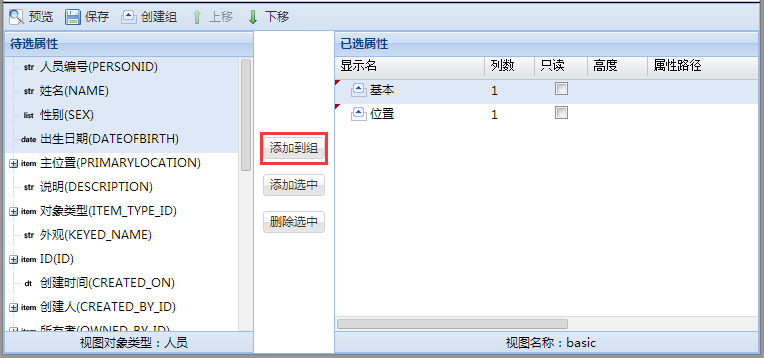 预览 保存 创建组 上移 下移
待选属性
str 人员编号(PERSONID)
str 姓名(NAME)
list 性别(SEX)
date 出生日期(DATEOFBIRTH)
item 主位置(PRIMARYLOCATION)
str 说明(DESCRIPTION)
item 对象类型(ITEM_TYPE_ID)
str 外观(KEYED_NAME)
item ID(ID)
dt 创建时间(CREATED_ON)
item 创建人(CREATED_BY_ID)
item 所有者(OWNED_BY_ID)
视图对象类型：人员
添加到组
添加选中
删除选中
已选属性
显示名 列数 只读 高度 属性路径
基本 1
位置 1
视图名称：basic